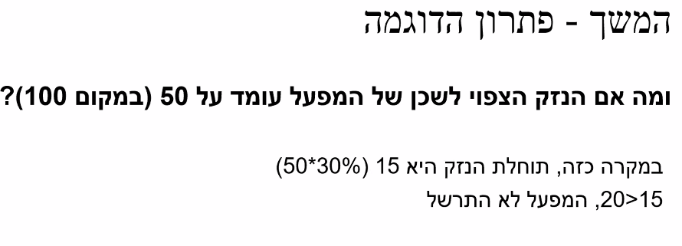 המשך - פתרון הדוגמה
ומה אם הנזק הצפוי לשכן של המפעל עומד על 50 (במקום 100)?
במקרה כזה, תוחלת הנזק היא 15 (50*30%)
15<20, המפעל לא התרשל